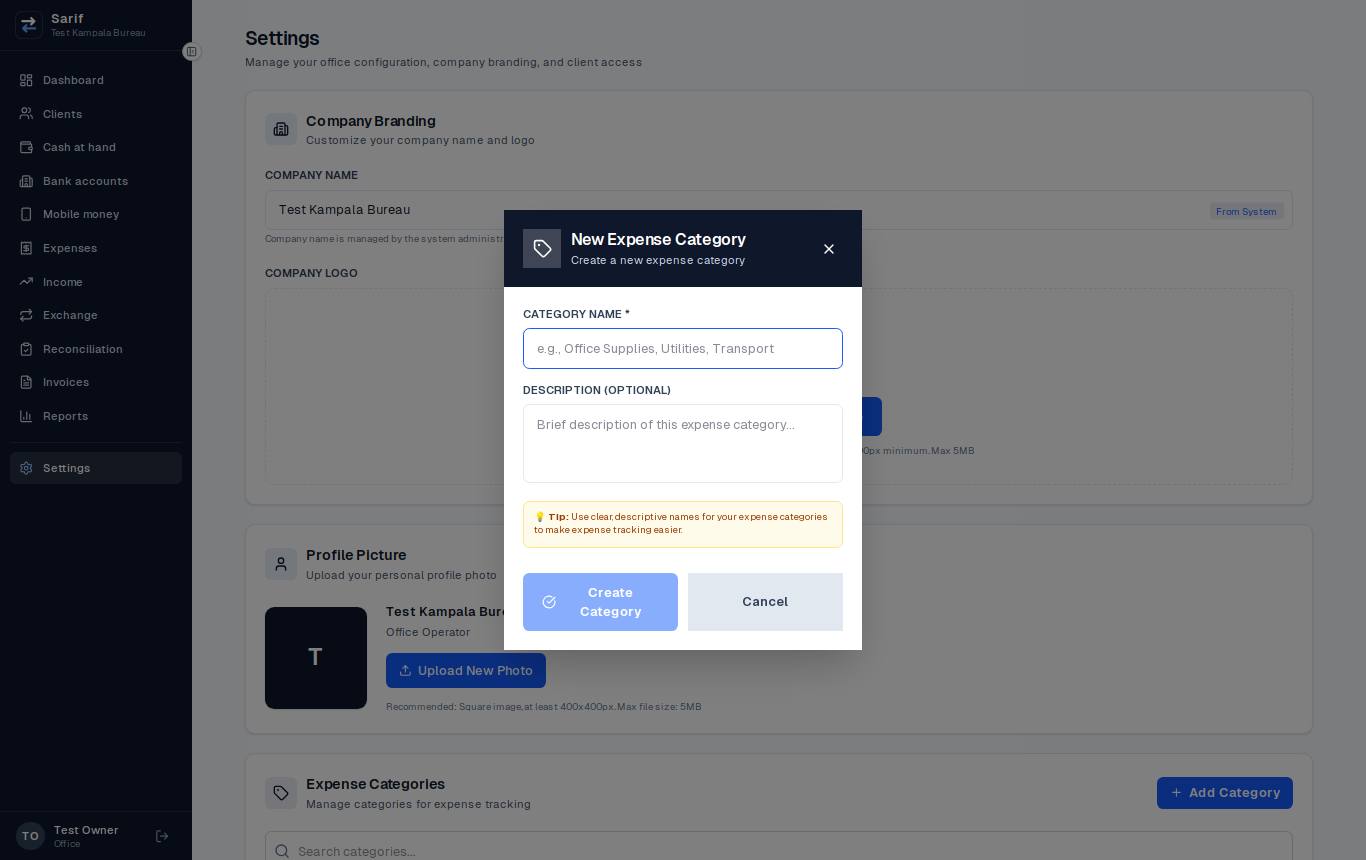 Sarif
Test Kampala Bureau
Dashboard
Clients
Cash at hand
Bank accounts
Mobile money
Expenses
Income
Exchange
Reconciliation
Invoices
Reports
Settings
TO
Test Owner
Office
Settings
Manage your office configuration, company branding, and client access
Company Branding
Customize your company name and logo
COMPANY NAME
Test Kampala Bureau
From System
Company name is managed by the system
COMPANY LOGO
minimum. Max 5MB
New Expense Category
Create a new expense category
CATEGORY NAME *
e.g., Office Supplies, Utilities, Transport
DESCRIPTION (OPTIONAL)
Brief description of this expense category...
💡 Tip: Use clear, descriptive names for your expense categories
to make expense tracking easier.
Create
Category
Cancel
Profile Picture
Upload your personal profile photo
T
Test Kampala
Office Operator
Upload New Photo
Recommended: Square image, at least 400x400px. Max file size: 5MB
Expense Categories
Manage categories for expense tracking
Add Category
Search categories...